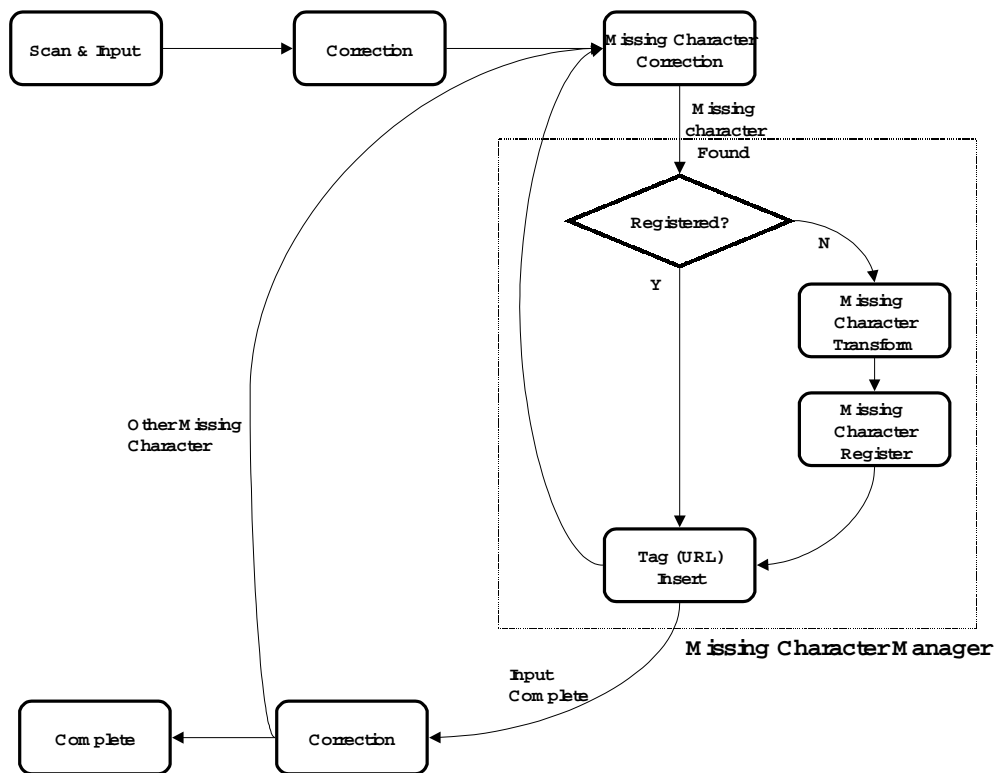 Scan & Input
Correction
Missing Character
Correction
Missing
character
Found
Registered?
N
Y
Missing
Character
Transform
Missing
Character
Register
Other Missing
Character
Tag (URL)
Insert
Missing Character Manager
Input
Complete
Complete
Correction